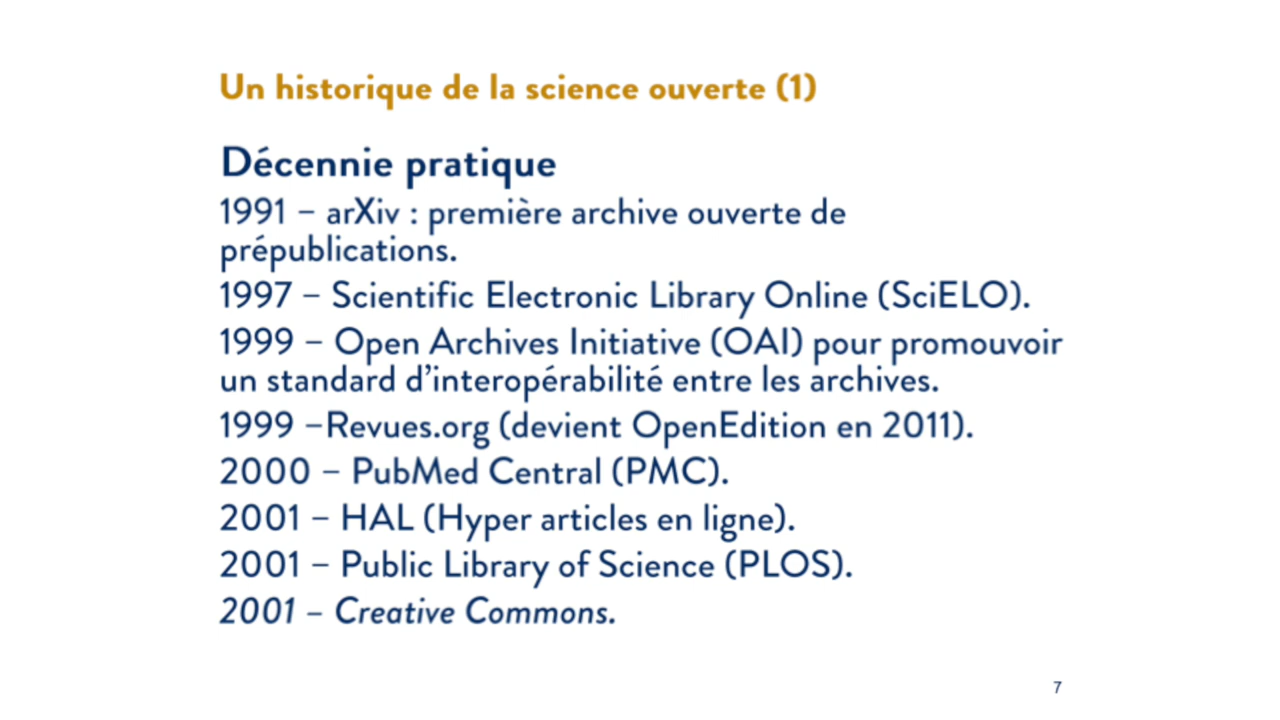 Un historique de la science ouverte (1)
Décennie pratique
1991 – arXiv : première archive ouverte de
prépublications.
1997 – Scientific Electronic Library Online (SciELO).
1999 – Open Archives Initiative (OAI) pour promouvoir
un standard d’interopérabilité entre les archives.
1999 –Revues.org (devient OpenEdition en 2011).
2000 – PubMed Central (PMC).
2001 – HAL (Hyper articles en ligne).
2001 – Public Library of Science (PLOS).
2001 – Creative Commons.
7